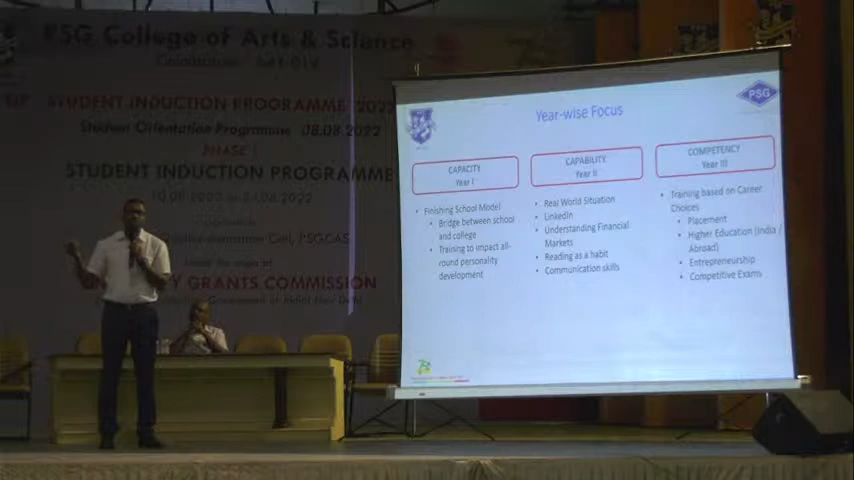 PSG College of Arts & Science
Coimbatore - 641 014
STUDENT INDUCTION PROGRAMME 2022
Student Orientation Programme 08.08.2022
PHASE I
STUDENT INDUCTION PROGRAMME
GRANTS COMMISSION
PSG
Year-wise Focus
CAPACITY
Year I
• Finishing School Model
• Bridge between school
and college
• Training to impact all-
round personality
development
CAPABILITY
Year II
• Real World Situation
• LinkedIn
• Understanding Financial
Markets
• Reading as a habit
• Communication skills
COMPETENCY
Year III
• Training based on Career
Choices
• Placement
• Higher Education (India /
Abroad)
• Entrepreneurship
• Competitive Exams